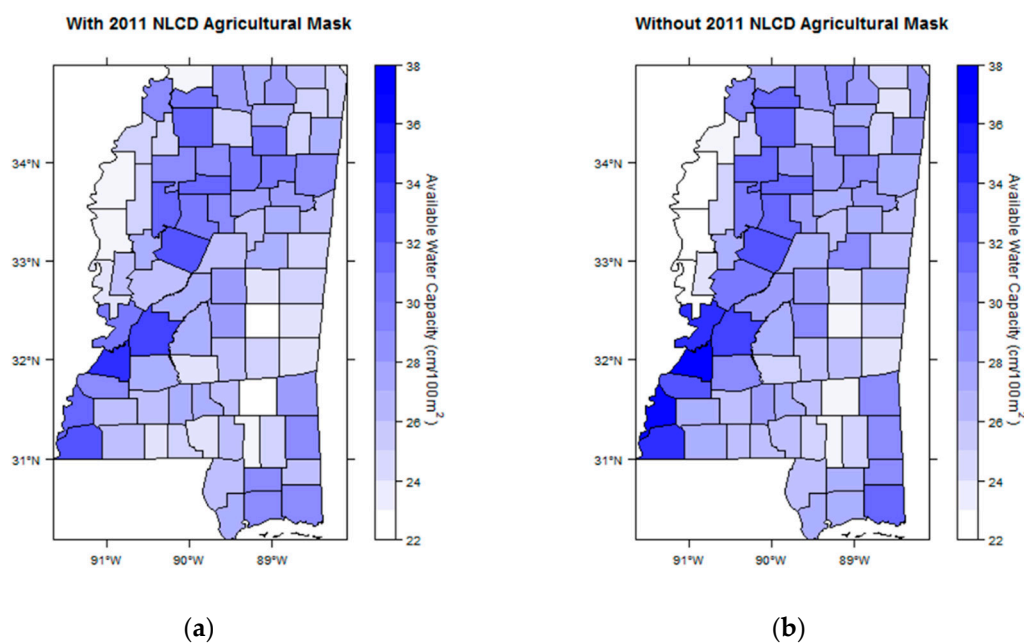 With 2011 NLCD Agricultural Mask
38
36
34
32
30
28
26
24
22
Available Water Capacity (cm/100m²)
34°N
33°N
32°N
31°N
91°W 90°W 89°W
(a)
Without 2011 NLCD Agricultural Mask
38
36
34
32
30
28
26
24
22
Available Water Capacity (cm/100m²)
34°N
33°N
32°N
31°N
91°W 90°W 89°W
(b)